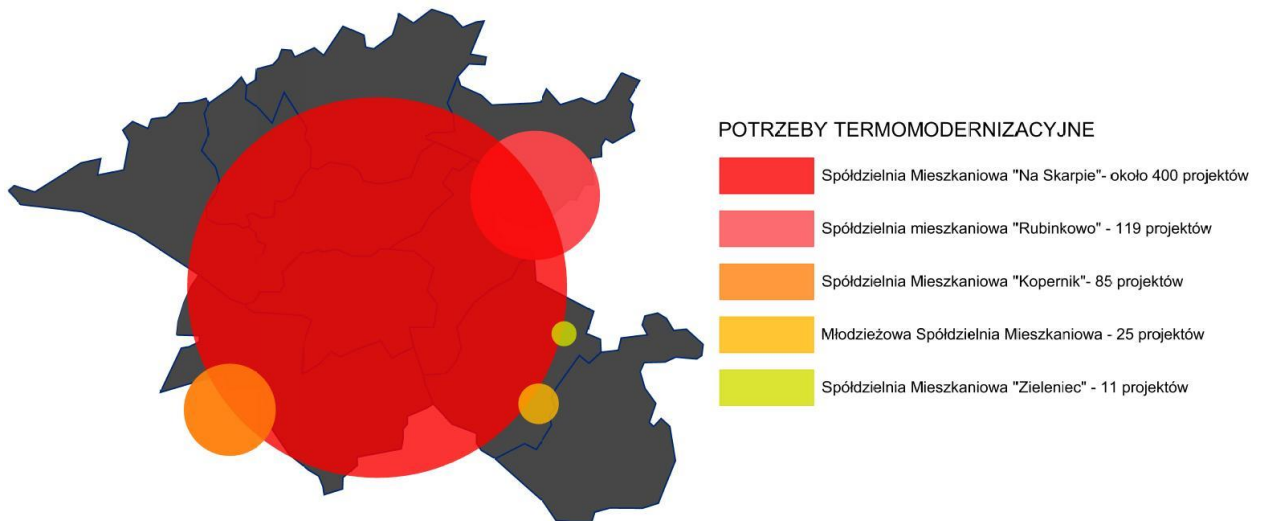 POTRZEBY TERMOMODERNIZACYJNE
Spółdzielnia Mieszkaniowa "Na Skarpie"- około 400 projektów
Spółdzielnia mieszkaniowa "Rubinkowo" - 119 projektów
Spółdzielnia Mieszkaniowa "Kopernik"- 85 projektów
Młodzieżowa Spółdzielnia Mieszkaniowa - 25 projektów
Spółdzielnia Mieszkaniowa "Zieleniec" - 11 projektów